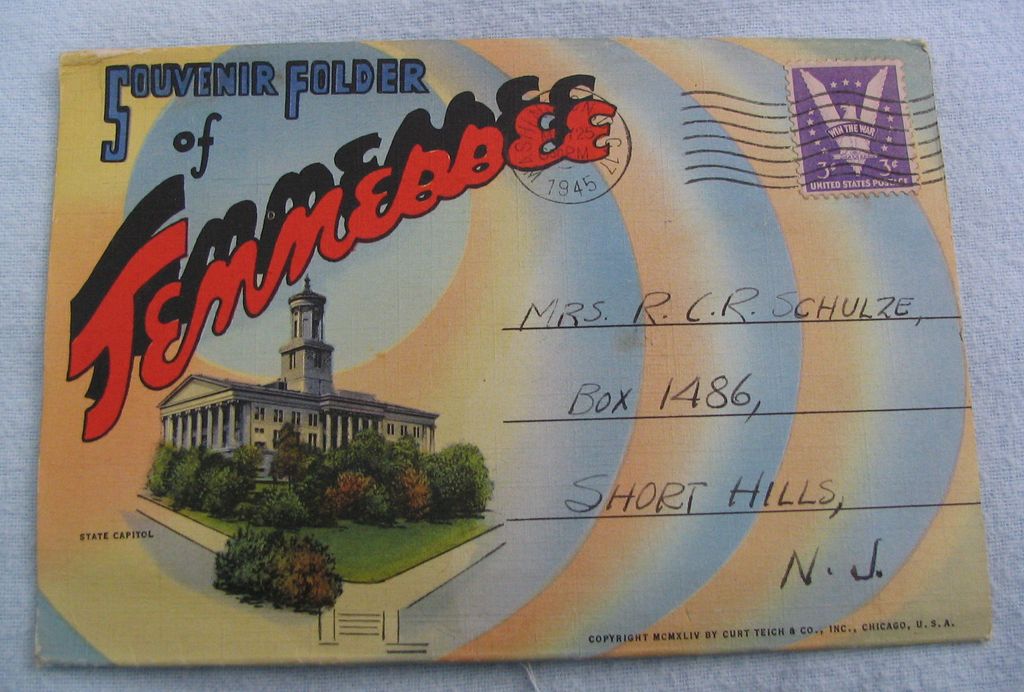 SOUVENIR FOLDER
of
TENNESSEE
1945
WIN THE WAR
3¢ 3¢
UNITED STATES POSTAGE
MRS. R. C. R. SCHULZE,
BOX 1486,
SHORT HILLS,
N. J.
STATE CAPITOL
COPYRIGHT MCMXLIV BY CURT TEICH & CO., INC., CHICAGO, U. S. A.